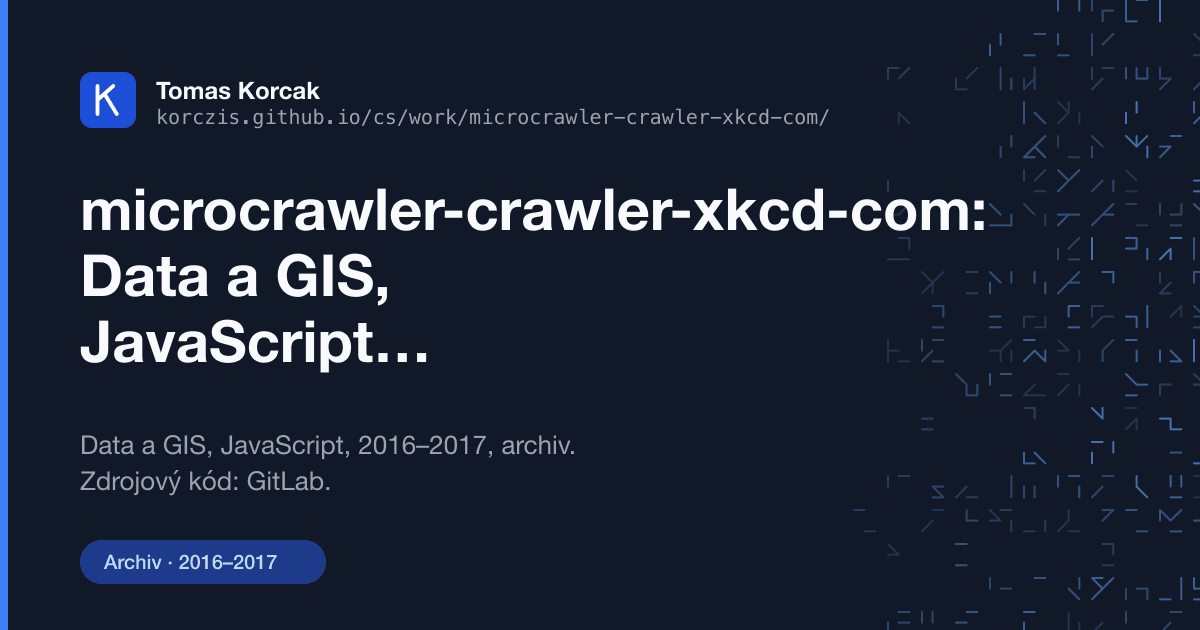 K
Tomas Korcak
korczis.github.io/cs/work/microcrawler-crawler-xkcd-com/
microcrawler-crawler-xkcd-com:
Data a GIS,
JavaScript…
Data a GIS, JavaScript, 2016–2017, archiv.
Zdrojový kód: GitLab.
Archiv · 2016–2017